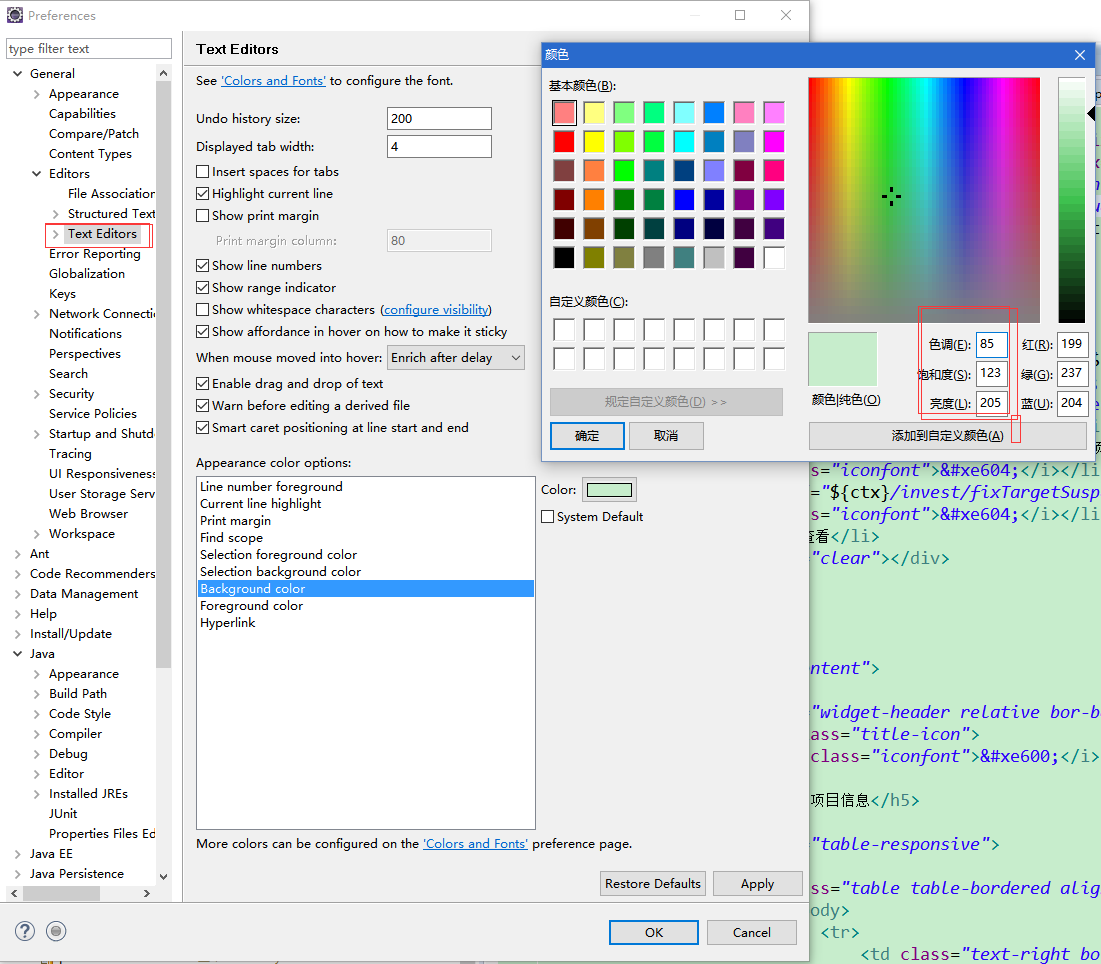 Preferences
type filter text
General
Appearance
Capabilities
Compare/Patch
Content Types
Editors
File Association
Structured Text
Text Editors
Error Reporting
Globalization
Keys
Network Connectio
Notifications
Perspectives
Search
Security
Service Policies
Startup and Shutd
Tracing
UI Responsiveness
User Storage Serv
Web Browser
Workspace
Ant
Code Recommenders
Data Management
Help
Install/Update
Java
Appearance
Build Path
Code Style
Compiler
Debug
Editor
Installed JREs
JUnit
Properties Files Ed
Java EE
Java Persistence
Text Editors
See 'Colors and Fonts' to configure the font.
Undo history size: 200
Displayed tab width: 4
Insert spaces for tabs
Highlight current line
Show print margin
Print margin column: 80
Show line numbers
Show range indicator
Show whitespace characters (configure visibility)
Show affordance in hover on how to make it sticky
When mouse moved into hover: Enrich after delay
Enable drag and drop of text
Warn before editing a derived file
Smart caret positioning at line start and end
Appearance color options:
Line number foreground
Current line highlight
Print margin
Find scope
Selection foreground color
Selection background color
Background color
Foreground color
Hyperlink
Color:
System Default
More colors can be configured on the 'Colors and Fonts' preference page.
Restore Defaults Apply
OK Cancel
颜色
基本颜色(B):
自定义颜色(C):
规定自定义颜色(D) >>
确定 取消
颜色|纯色(O)
色调(E): 85 红(R): 199
饱和度(S): 123 绿(G): 237
亮度(L): 205 蓝(U): 204
添加到自定义颜色(A)
s="iconfont">&#xe604;</i></li
="${ctx}/invest/fixTargetSusp
s="iconfont">&#xe604;</i></li
查看</li>
"clear"></div>
ntent">
"widget-header relative bor-b
ass="title-icon">
class="iconfont">&#xe600;</i>
项目信息</h5>
"table-responsive">
ss="table table-bordered alig
ody>
<tr>
<td class="text-right bo